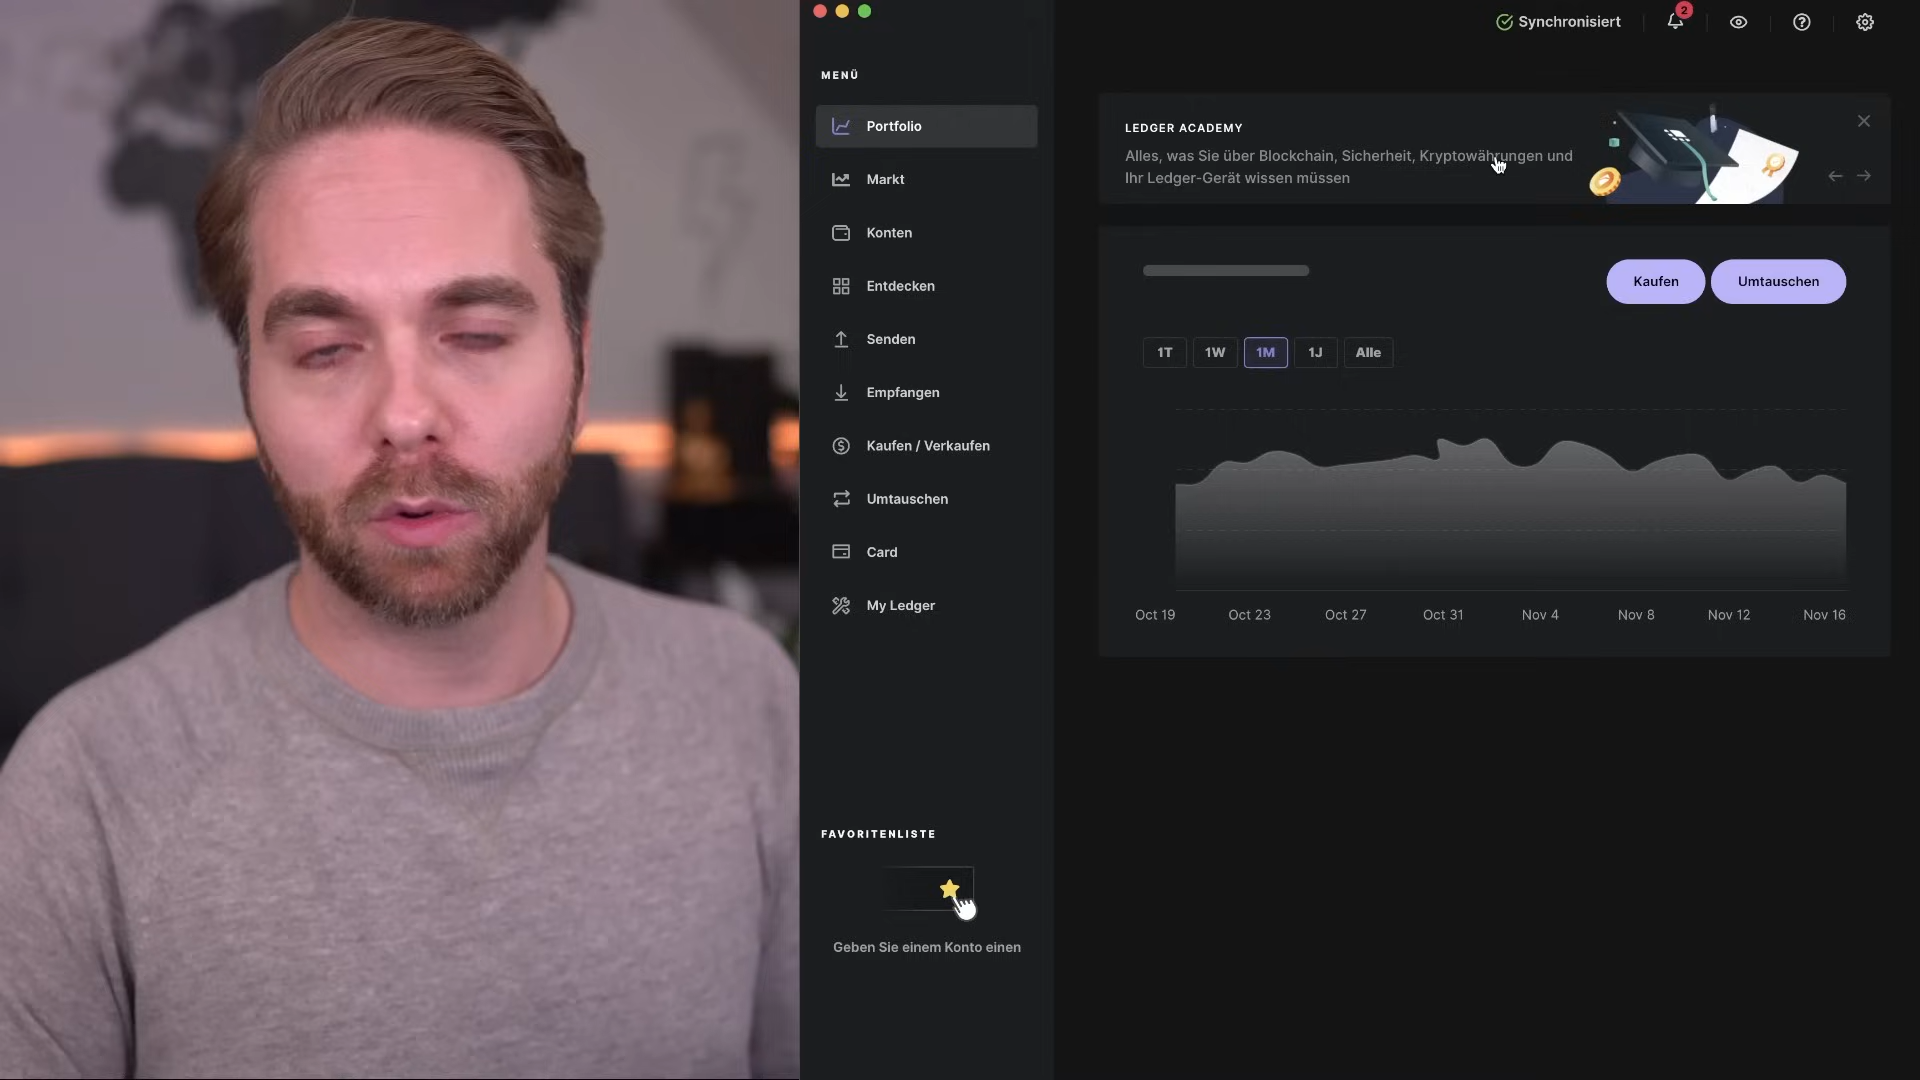 Synchronisiert
2
MENÜ
Portfolio
Markt
Konten
Entdecken
Senden
Empfangen
Kaufen / Verkaufen
Umtauschen
Card
My Ledger
FAVORITENLISTE
Geben Sie einem Konto einen
LEDGER ACADEMY
Alles, was Sie über Blockchain, Sicherheit, Kryptowährungen und
Ihr Ledger-Gerät wissen müssen
Kaufen
Umtauschen
1T
1W
1M
1J
Alle
Oct 19
Oct 23
Oct 27
Oct 31
Nov 4
Nov 8
Nov 12
Nov 16